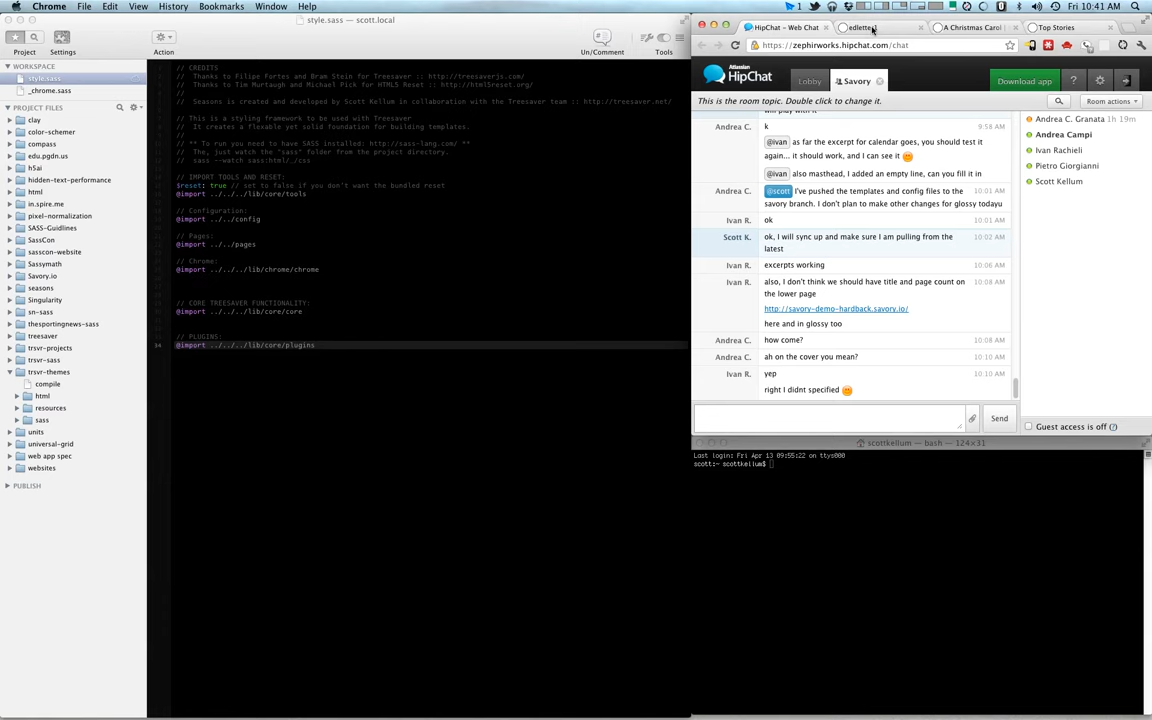 Chrome File Edit View History Bookmarks Window Help
1
Fri 10:41 AM
style.sass — scott.local
Project Settings
Action
Un/Comment
Tools
WORKSPACE
style.sass
_chrome.sass
PROJECT FILES
clay
color-schemer
compass
edu.pgdn.us
h5ai
hidden-text-performance
html
in.spire.me
pixel-normalization
SASS-Guidlines
SassCon
sasscon-website
Sassymath
Savory.io
seasons
Singularity
sn-sass
thesportingnews-sass
treesaver
trsvr-projects
trsvr-sass
trsvr-themes
compile
html
resources
sass
units
universal-grid
web app spec
websites
PUBLISH
// CREDITS
// Thanks to Filipe Fortes and Bram Stein for Treesaver :: http://treesaverjs.com/
// Thanks to Tim Murtaugh and Michael Pick for HTML5 Reset :: http://html5reset.org/
//
// Seasons is created and developed by Scott Kellum in collaboration with the Treesaver team :: http://treesaver.net/
// This is a styling framework to be used with Treesaver
// It creates a flexable yet solid foundation for building templates.
//
// ** To run you need to have SASS installed: http://sass-lang.com/ **
// The, just watch the "sass" folder from the project directory.
// sass --watch sass:html/./css
// IMPORT TOOLS AND RESET:
$reset: true // set to false if you don't want the bundled reset
@import ../../../lib/core/tools
// Configuration:
@import ../../config
// Pages:
@import ../../pages
// Chrome:
@import ../../../lib/chrome/chrome
// CORE TREESAVER FUNCTIONALITY:
@import ../../../lib/core/core
// PLUGINS:
34 @import ../../../lib/core/plugins
HipChat – Web Chat
A Christmas Carol
Top Stories
https://zephirworks.hipchat.com/chat
Atlassian
HipChat
Lobby
Savory
Download app
?
This is the room topic. Double click to change it.
Room actions
will play with it
Andrea C. k 9:58 AM
@ivan as far the excerpt for calendar goes, you should test it
again... it should work, and I can see it
@ivan also masthead, I added an empty line, can you fill it in
Andrea C. @scott I've pushed the templates and config files to the 10:01 AM
savory branch. I don't plan to make other changes for glossy todayu
Ivan R. ok 10:01 AM
Scott K. ok, I will sync up and make sure I am pulling from the 10:02 AM
latest
Ivan R. excerpts working 10:06 AM
Ivan R. also, I don't think we should have title and page count on 10:08 AM
the lower page
http://savory-demo-hardback.savory.io/
here and in glossy too
Andrea C. how come? 10:08 AM
Andrea C. ah on the cover you mean? 10:10 AM
Ivan R. yep 10:10 AM
right I didnt specified
Send
Andrea C. Granata 1h 19m
Andrea Campi
Ivan Rachieli
Pietro Giorgianni
Scott Kellum
Guest access is off (?)
scottkellum — bash — 124×31
Last login: Fri Apr 13 09:55:22 on ttys000
scott:~ scottkellum$